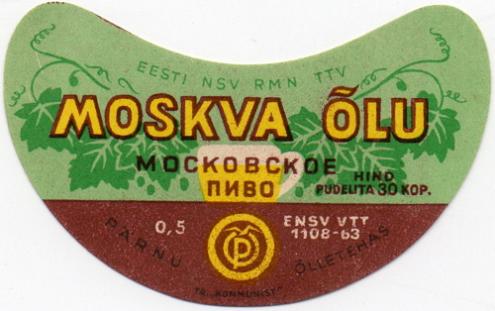 EESTI NSV RMN TTV
MOSKVA ÕLU
МОСКОВСКОЕ
ПИВО
HIND
PUDELITA 30 KOP.
0,5
ENSV VTT
1108-63
PÄRNU ÕLLETEHAS
TR. „KOMMUNIST"